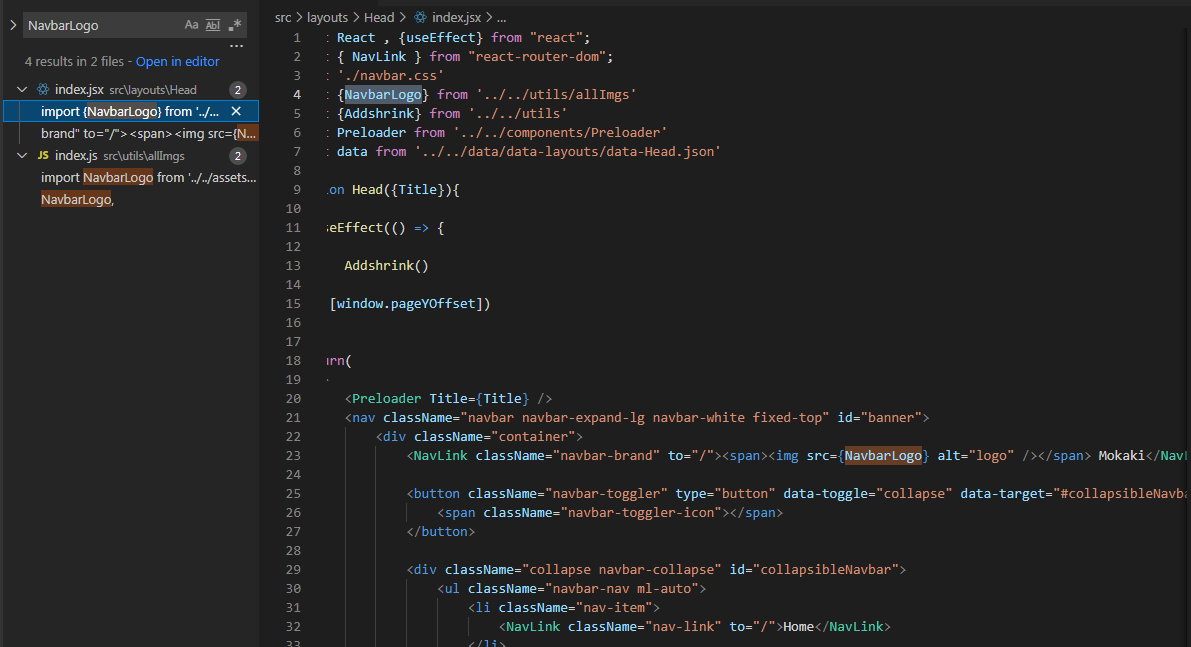 NavbarLogo
Aa
Abl
.*
...
4 results in 2 files - Open in editor
index.jsx src\layouts\Head 2
import {NavbarLogo} from '../...
brand" to="/"><span><img src={N...
JS index.js src\utils\allImgs 2
import NavbarLogo from '../../assets...
NavbarLogo,
src > layouts > Head > index.jsx > ...
1 : React , {useEffect} from "react";
2 : { NavLink } from "react-router-dom";
3 : './navbar.css'
4 : {NavbarLogo} from '../../utils/allImgs'
5 : {Addshrink} from '../../utils'
6 : Preloader from '../../components/Preloader'
7 : data from '../../data/data-layouts/data-Head.json'
8
9 on Head({Title}){
10
11 seEffect(() => {
12
13 Addshrink()
14
15 [window.pageYOffset])
16
17
18 urn(
19
20 <Preloader Title={Title} />
21 <nav className="navbar navbar-expand-lg navbar-white fixed-top" id="banner">
22 <div className="container">
23 <NavLink className="navbar-brand" to="/"><span><img src={NavbarLogo} alt="logo" /></span> Mokaki</NavL
24
25 <button className="navbar-toggler" type="button" data-toggle="collapse" data-target="#collapsibleNavba
26 <span className="navbar-toggler-icon"></span>
27 </button>
28
29 <div className="collapse navbar-collapse" id="collapsibleNavbar">
30 <ul className="navbar-nav ml-auto">
31 <li className="nav-item">
32 <NavLink className="nav-link" to="/">Home</NavLink>
33 </li>